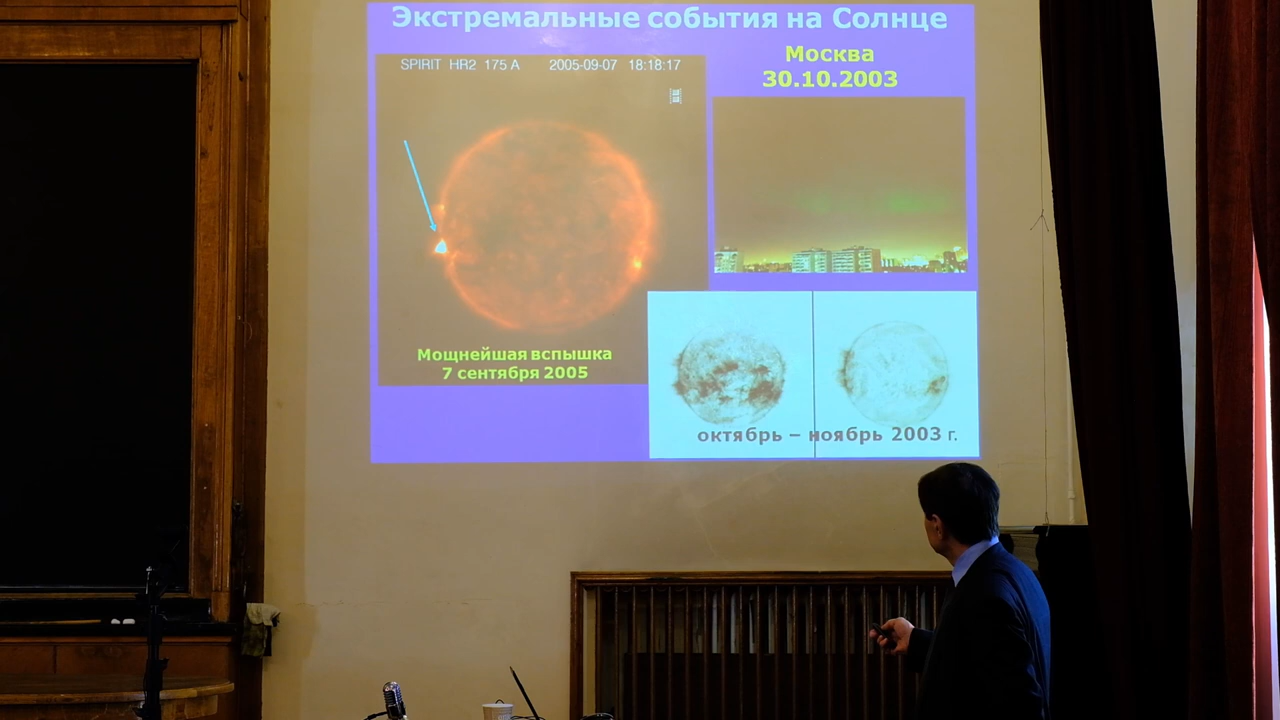 Экстремальные события на Солнце
SPIRIT HR2 175 A 2005-09-07 18:18:17
Москва
30.10.2003
Мощнейшая вспышка
7 сентября 2005
октябрь – ноябрь 2003 г.